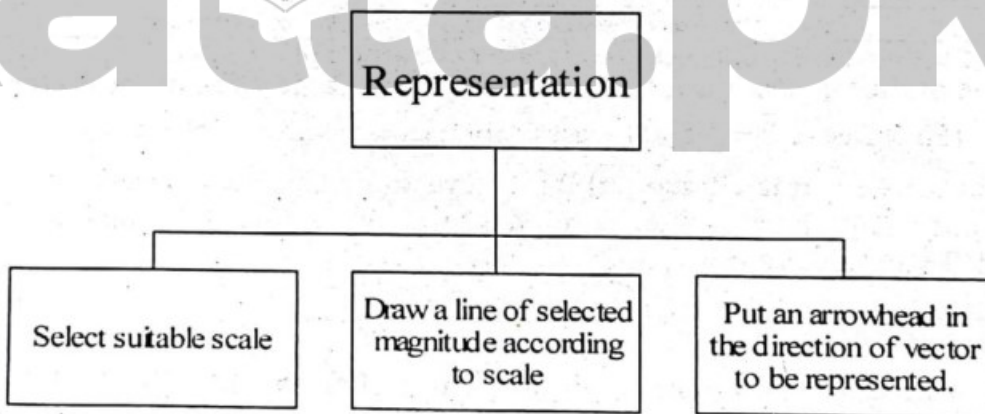 Representation
Select suitable scale
Draw a line of selected
magnitude according
to scale
Put an arrowhead in
the direction of vector
to be represented.